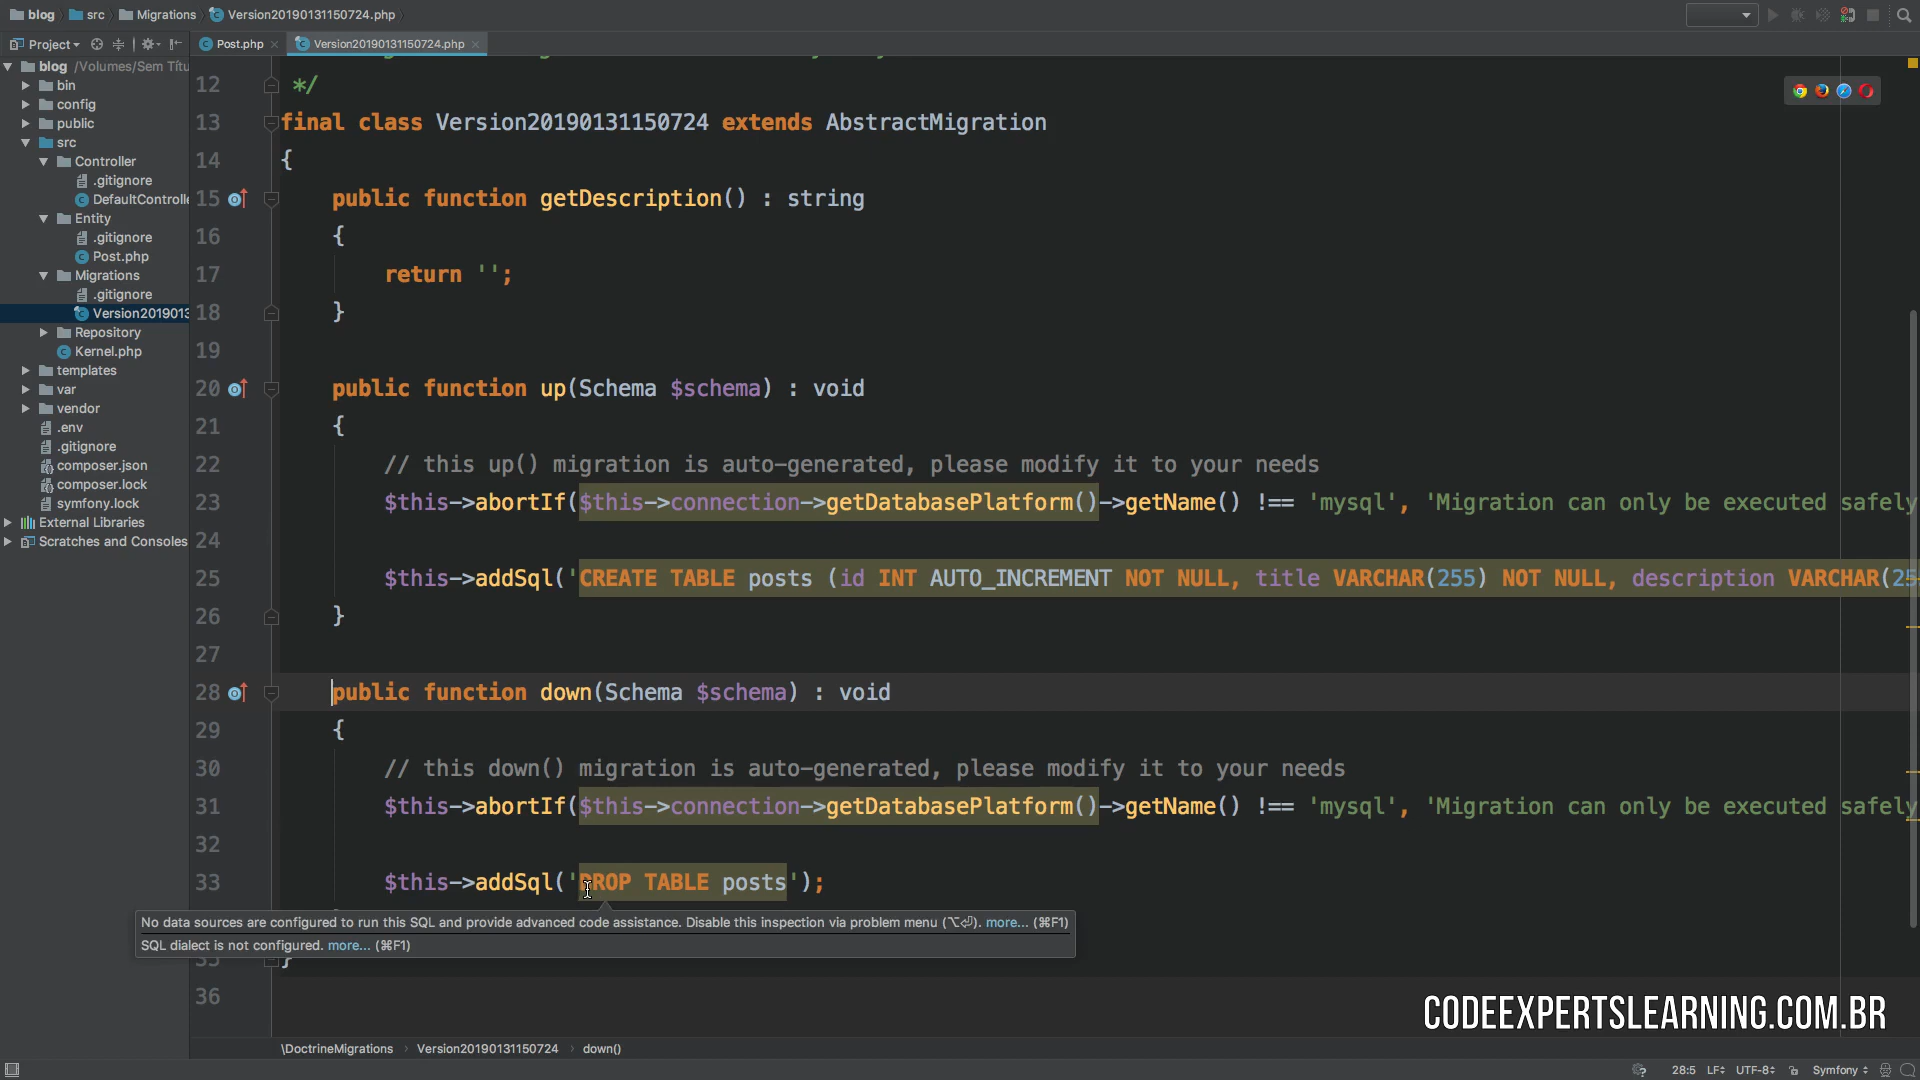 blog src Migrations Version20190131150724.php
Project Post.php Version20190131150724.php
blog /Volumes/Sem Títu
bin
config
public
src
Controller
.gitignore
DefaultControlle
Entity
.gitignore
Post.php
Migrations
.gitignore
Version2019013
Repository
Kernel.php
templates
var
vendor
.env
.gitignore
composer.json
composer.lock
symfony.lock
External Libraries
Scratches and Consoles
12 */
13 final class Version20190131150724 extends AbstractMigration
14 {
15 public function getDescription() : string
16 {
17 return '';
18 }
19
20 public function up(Schema $schema) : void
21 {
22 // this up() migration is auto-generated, please modify it to your needs
23 $this->abortIf($this->connection->getDatabasePlatform()->getName() !== 'mysql', 'Migration can only be executed safely
24
25 $this->addSql('CREATE TABLE posts (id INT AUTO_INCREMENT NOT NULL, title VARCHAR(255) NOT NULL, description VARCHAR(25
26 }
27
28 public function down(Schema $schema) : void
29 {
30 // this down() migration is auto-generated, please modify it to your needs
31 $this->abortIf($this->connection->getDatabasePlatform()->getName() !== 'mysql', 'Migration can only be executed safely
32
33 $this->addSql('DROP TABLE posts');
No data sources are configured to run this SQL and provide advanced code assistance. Disable this inspection via problem menu (⌥⏎). more... (⌘F1)
SQL dialect is not configured. more... (⌘F1)
35 }
36
CODEEXPERTSLEARNING.COM.BR
\DoctrineMigrations Version20190131150724 down()
28:5 LF UTF-8 Symfony